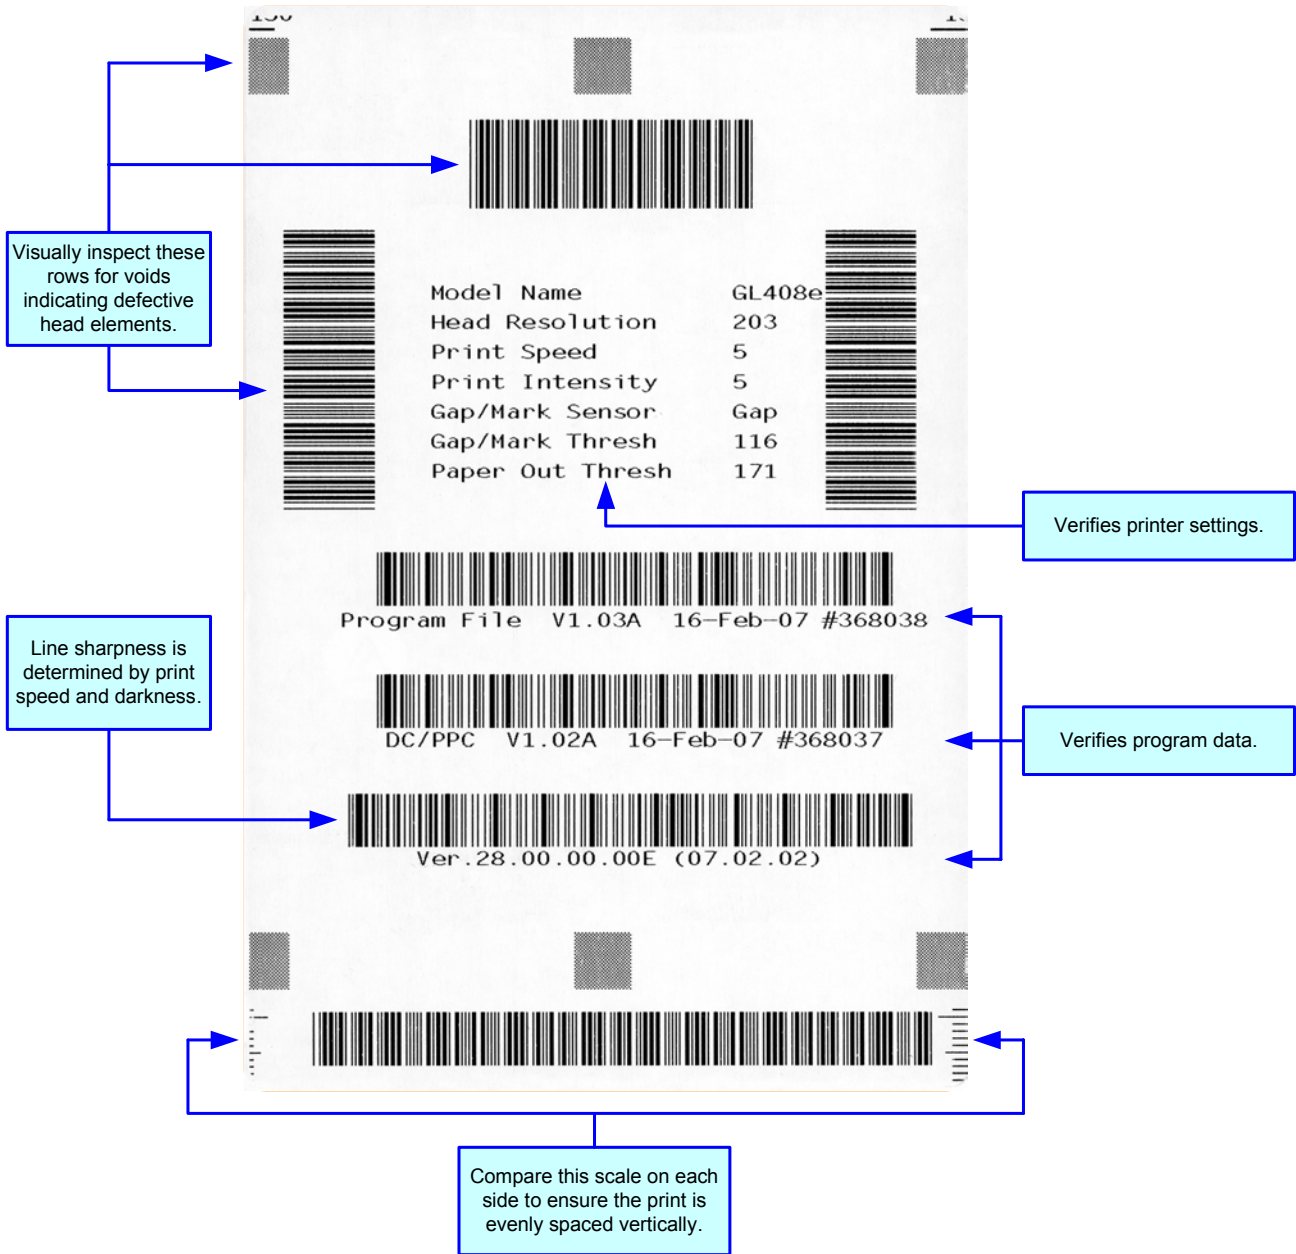 Visually inspect these
rows for voids
indicating defective
head elements.
Model Name GL408e
Head Resolution 203
Print Speed 5
Print Intensity 5
Gap/Mark Sensor Gap
Gap/Mark Thresh 116
Paper Out Thresh 171
Verifies printer settings.
Program File V1.03A 16-Feb-07 #368038
Line sharpness is
determined by print
speed and darkness.
DC/PPC V1.02A 16-Feb-07 #368037
Verifies program data.
Ver.28.00.00.00E (07.02.02)
Compare this scale on each
side to ensure the print is
evenly spaced vertically.